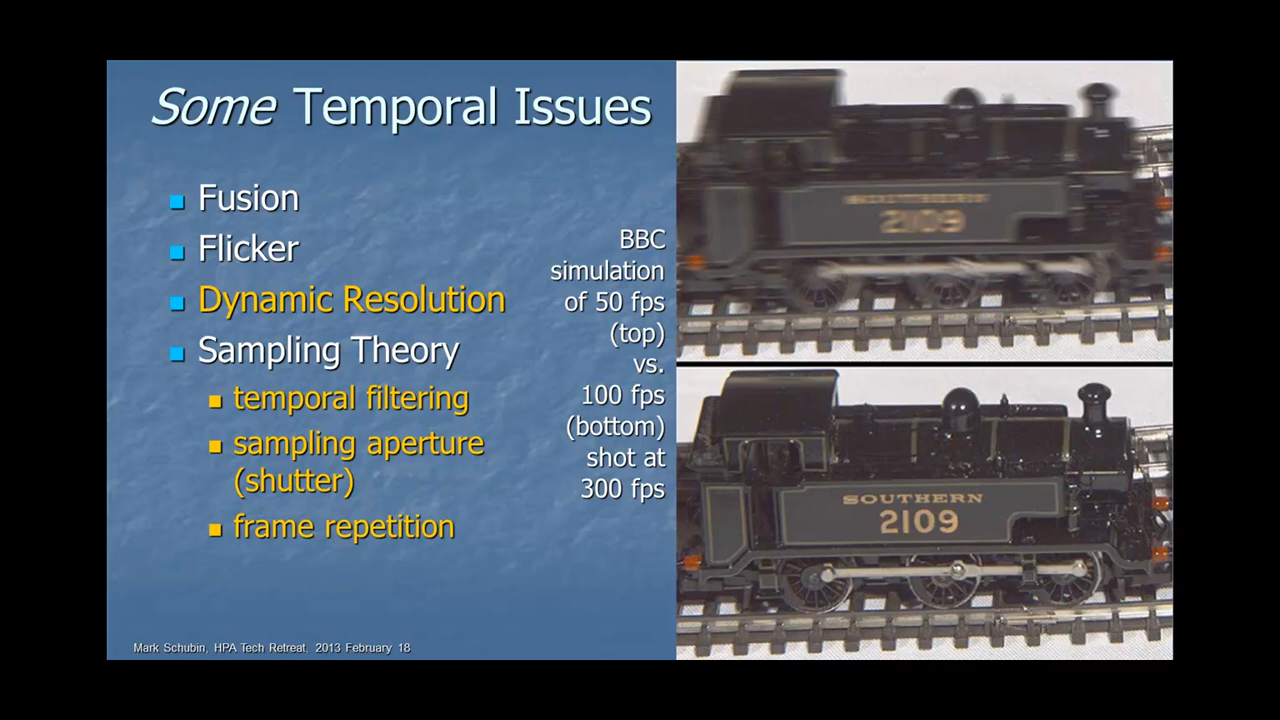 Some Temporal Issues
Fusion
Flicker
Dynamic Resolution
Sampling Theory
temporal filtering
sampling aperture
(shutter)
frame repetition
BBC
simulation
of 50 fps
(top)
vs.
100 fps
(bottom)
shot at
300 fps
2109
SOUTHERN
2109
Mark Schubin, HPA Tech Retreat, 2013 February 18